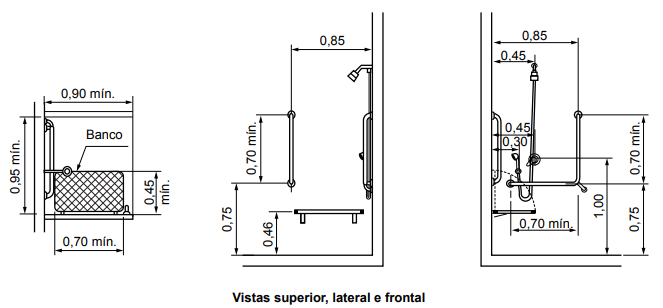 0,90 mín.
0,95 mín.
Banco
0,45 mín.
0,70 mín.
0,85
0,70 mín.
0,75
0,46
0,85
0,45
0,45
0,30
0,70 mín.
1,00
0,75
0,70 mín.
Vistas superior, lateral e frontal